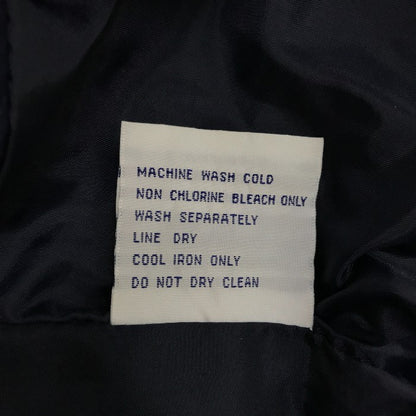 MACHINE WASH COLD
NON CHLORINE BLEACH ONLY
WASH SEPARATELY
LINE DRY
COOL IRON ONLY
DO NOT DRY CLEAN